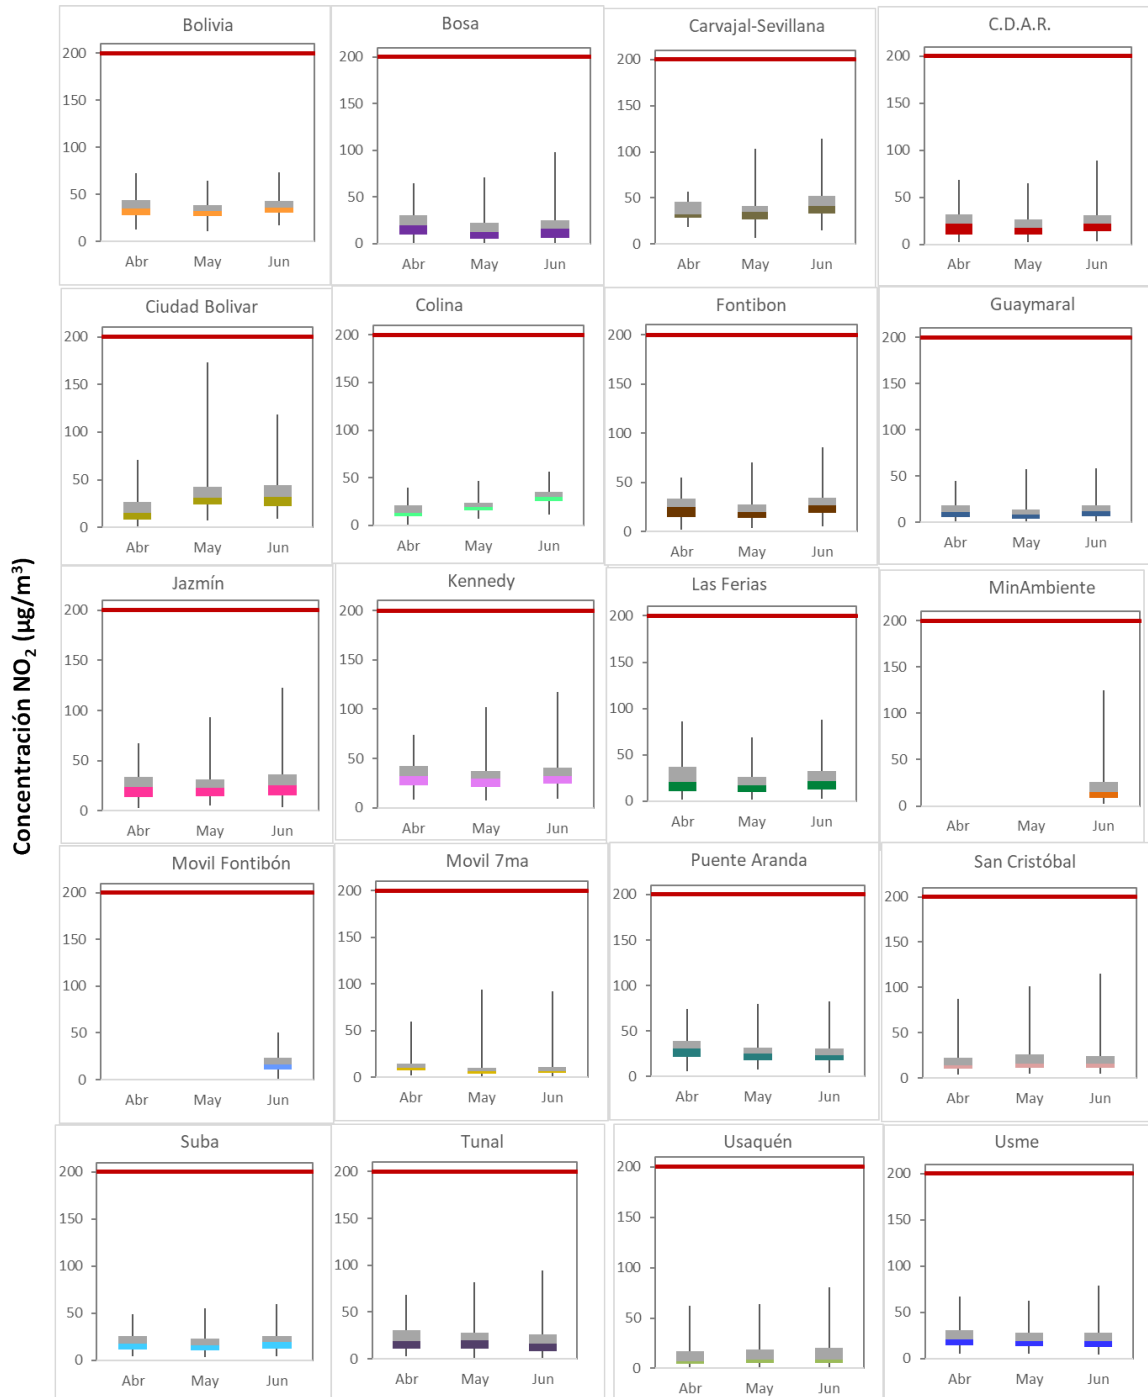 Concentración NO₂ (µg/m³)
Bolivia
200
150
100
50
0
Abr May Jun
Bosa
200
150
100
50
0
Abr May Jun
Carvajal-Sevillana
200
150
100
50
0
Abr May Jun
C.D.A.R.
200
150
100
50
0
Abr May Jun
Ciudad Bolivar
200
150
100
50
0
Abr May Jun
Colina
200
150
100
50
0
Abr May Jun
Fontibon
200
150
100
50
0
Abr May Jun
Guaymaral
200
150
100
50
0
Abr May Jun
Jazmín
200
150
100
50
0
Abr May Jun
Kennedy
200
150
100
50
0
Abr May Jun
Las Ferias
200
150
100
50
0
Abr May Jun
MinAmbiente
200
150
100
50
0
Abr May Jun
Movil Fontibón
200
150
100
50
0
Abr May Jun
Movil 7ma
200
150
100
50
0
Abr May Jun
Puente Aranda
200
150
100
50
0
Abr May Jun
San Cristóbal
200
150
100
50
0
Abr May Jun
Suba
200
150
100
50
0
Abr May Jun
Tunal
200
150
100
50
0
Abr May Jun
Usaquén
200
150
100
50
0
Abr May Jun
Usme
200
150
100
50
0
Abr May Jun